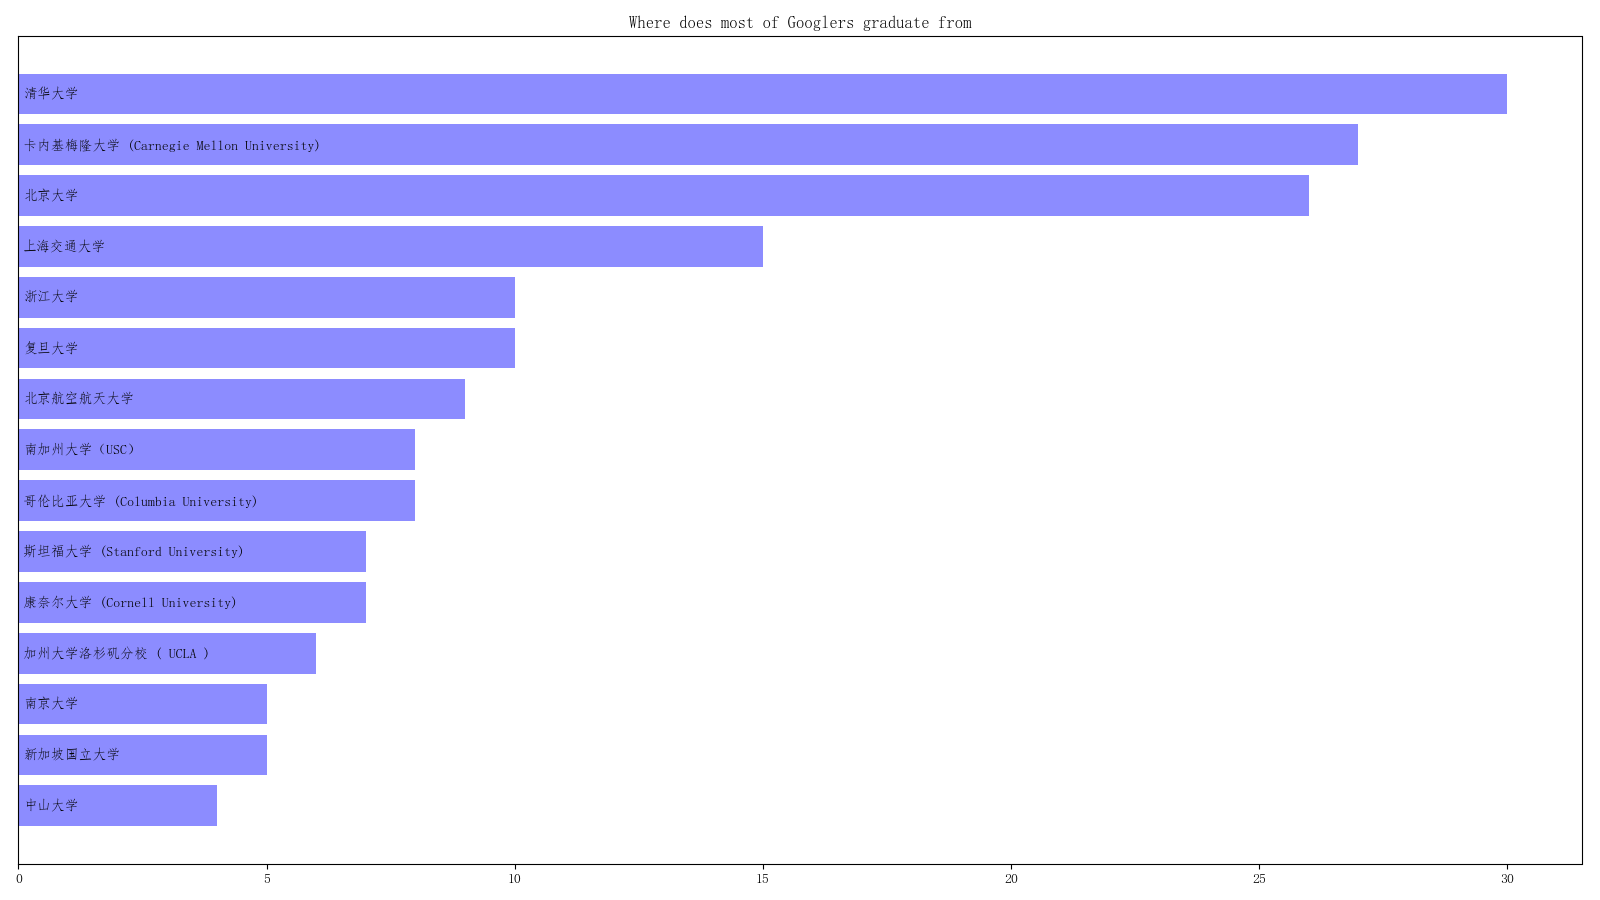 Where does most of Googlers graduate from
清华大学
卡内基梅隆大学 (Carnegie Mellon University)
北京大学
上海交通大学
浙江大学
复旦大学
北京航空航天大学
南加州大学（USC）
哥伦比亚大学 (Columbia University)
斯坦福大学 (Stanford University)
康奈尔大学 (Cornell University)
加州大学洛杉矶分校 ( UCLA )
南京大学
新加坡国立大学
中山大学
0 5 10 15 20 25 30